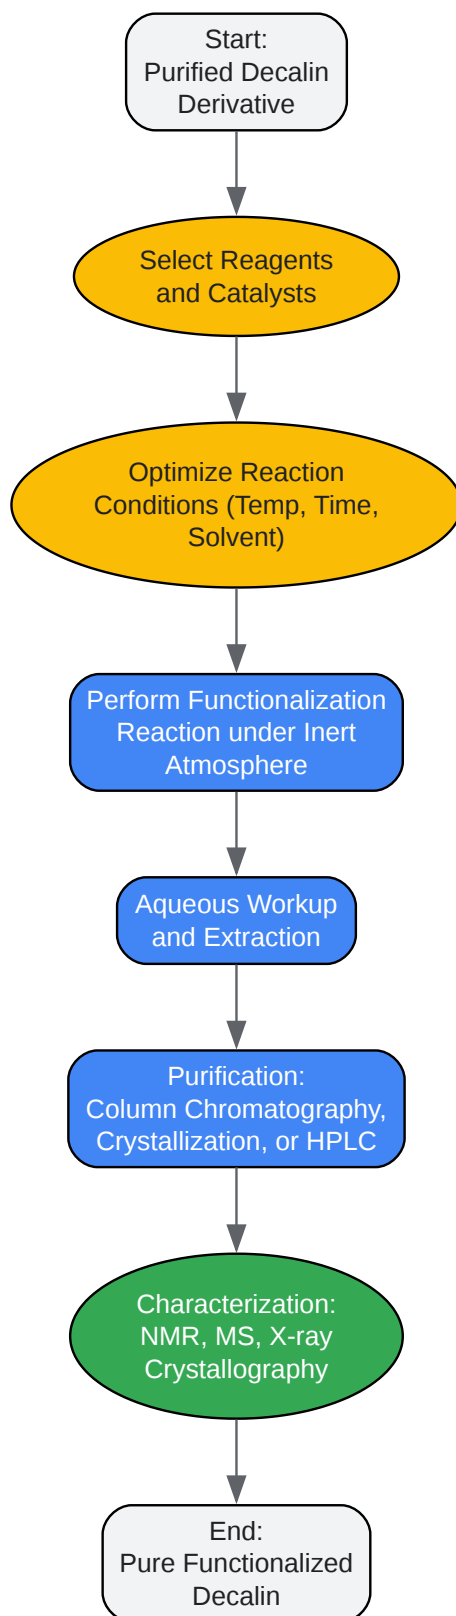 Start:
Purified Decalin
Derivative
Select Reagents
and Catalysts
Optimize Reaction
Conditions (Temp, Time,
Solvent)
Perform Functionalization
Reaction under Inert
Atmosphere
Aqueous Workup
and Extraction
Purification:
Column Chromatography,
Crystallization, or HPLC
Characterization:
NMR, MS, X-ray
Crystallography
End:
Pure Functionalized
Decalin